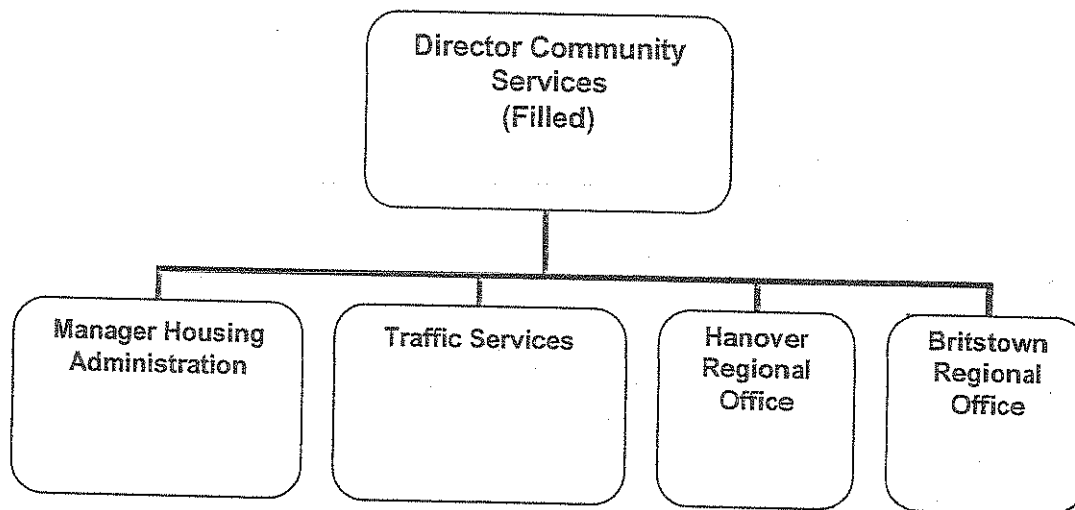 Director Community
Services
(Filled)
Manager Housing
Administration
Traffic Services
Hanover
Regional
Office
Britstown
Regional
Office